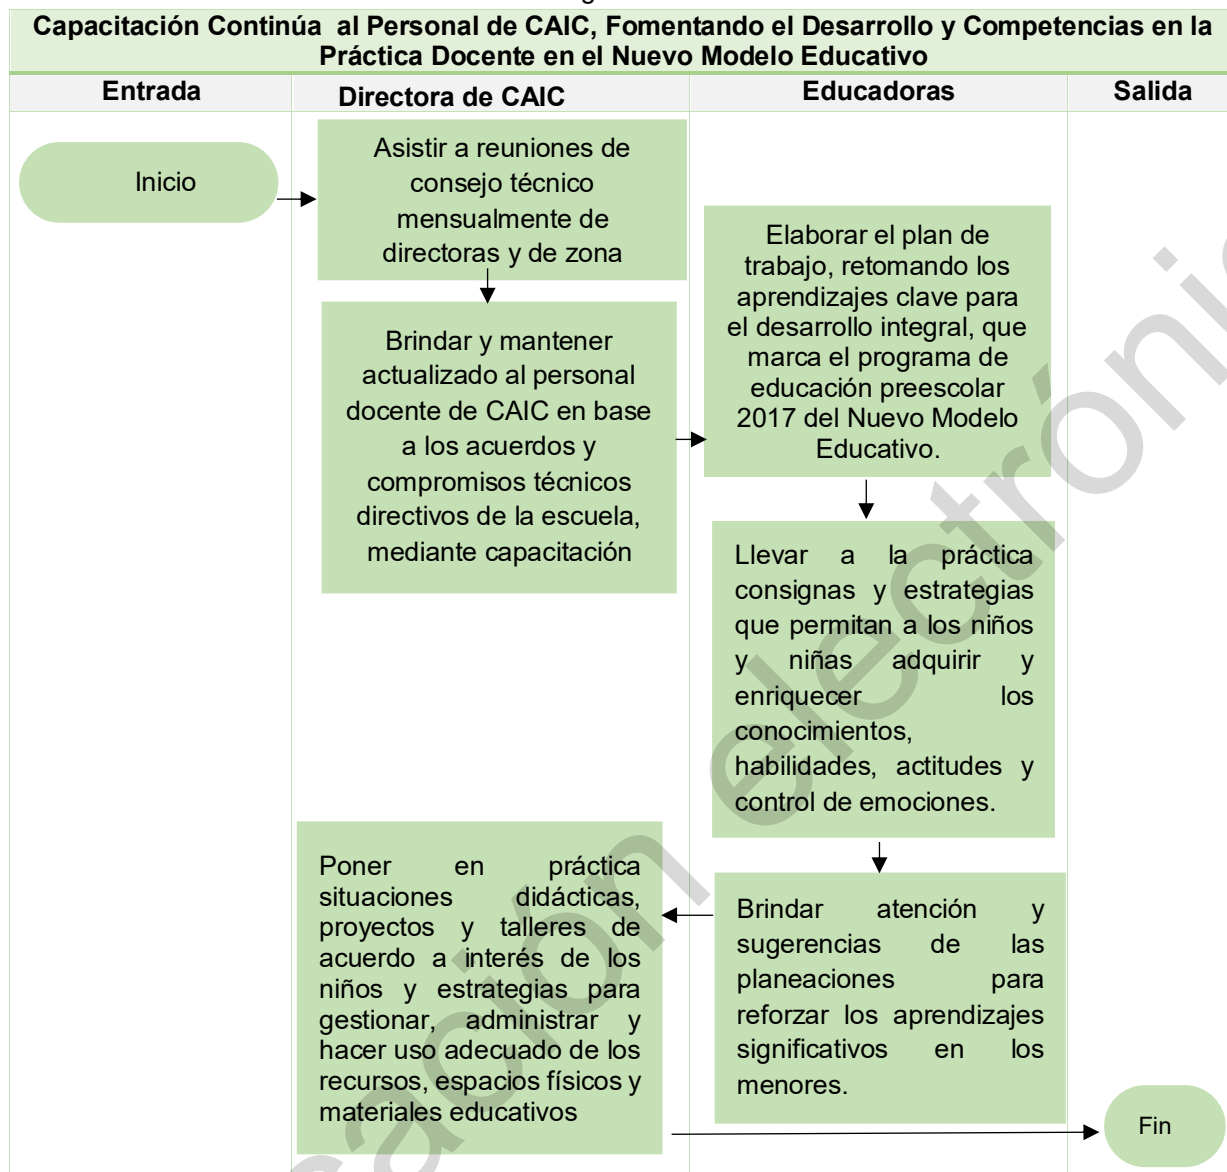 Capacitación Continúa al Personal de CAIC, Fomentando el Desarrollo y Competencias en la
Práctica Docente en el Nuevo Modelo Educativo
Entrada
Directora de CAIC
Educadoras
Salida
Inicio
Asistir a reuniones de
consejo técnico
mensualmente de
directoras y de zona
Brindar y mantener
actualizado al personal
docente de CAIC en base
a los acuerdos y
compromisos técnicos
directivos de la escuela,
mediante capacitación
Elaborar el plan de
trabajo, retomando los
aprendizajes clave para
el desarrollo integral, que
marca el programa de
educación preescolar
2017 del Nuevo Modelo
Educativo.
Llevar a la práctica
consignas y estrategias
que permitan a los niños
y niñas adquirir y
enriquecer los
conocimientos,
habilidades, actitudes y
control de emociones.
Brindar atención y
sugerencias de las
planeaciones para
reforzar los aprendizajes
significativos en los
menores.
Poner en práctica
situaciones didácticas,
proyectos y talleres de
acuerdo a interés de los
niños y estrategias para
gestionar, administrar y
hacer uso adecuado de los
recursos, espacios físicos y
materiales educativos
Fin